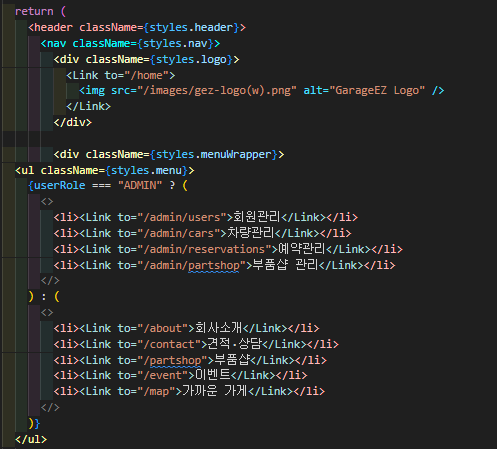 return (
<header className={styles.header}>
<nav className={styles.nav}>
<div className={styles.logo}>
<Link to="/home">
<img src="/images/gez-logo(w).png" alt="GarageEZ Logo" />
</Link>
</div>
<div className={styles.menuWrapper}>
<ul className={styles.menu}>
{userRole === "ADMIN" ? (
<>
<li><Link to="/admin/users">회원관리</Link></li>
<li><Link to="/admin/cars">차량관리</Link></li>
<li><Link to="/admin/reservations">예약관리</Link></li>
<li><Link to="/admin/partshop">부품샵 관리</Link></li>
</>
) : (
<>
<li><Link to="/about">회사소개</Link></li>
<li><Link to="/contact">견적·상담</Link></li>
<li><Link to="/partshop">부품샵</Link></li>
<li><Link to="/event">이벤트</Link></li>
<li><Link to="/map">가까운 가게</Link></li>
</>
)}
</ul>